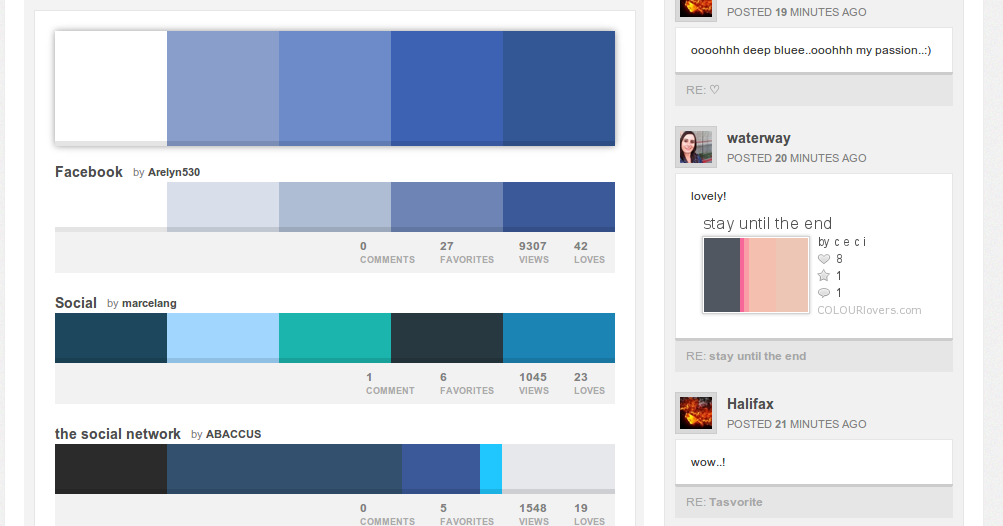 Facebook by Arelyn530
0 27 9307 42
COMMENTS FAVORITES VIEWS LOVES
Social by marcelang
1 6 1045 23
COMMENT FAVORITES VIEWS LOVES
the social network by ABACCUS
0 5 1548 19
COMMENTS FAVORITES VIEWS LOVES
POSTED 19 MINUTES AGO
oooohhh deep bluee..ooohhh my passion..:)
RE: ♡
waterway
POSTED 20 MINUTES AGO
lovely!
stay until the end
by c e c i
8
1
1
COLOURlovers.com
RE: stay until the end
Halifax
POSTED 21 MINUTES AGO
wow..!
RE: Tasvorite